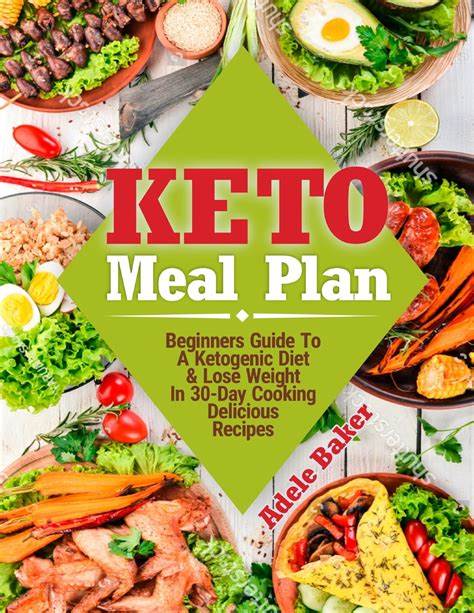 KETO
Meal Plan
Beginners Guide To
A Ketogenic Diet
& Lose Weight
In 30-Day Cooking
Delicious
Recipes
Adele Baker